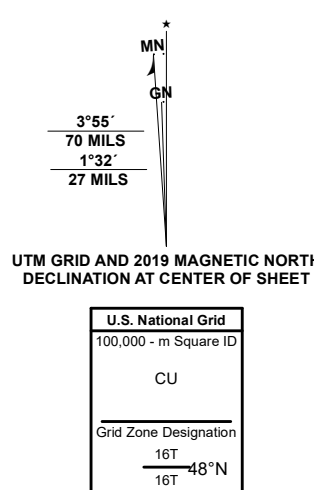 ★
MN
GN
3°55´
70 MILS
1°32´
27 MILS
UTM GRID AND 2019 MAGNETIC NORTH
DECLINATION AT CENTER OF SHEET
U.S. National Grid
100,000 - m Square ID
CU
Grid Zone Designation
16T
48°N
16T